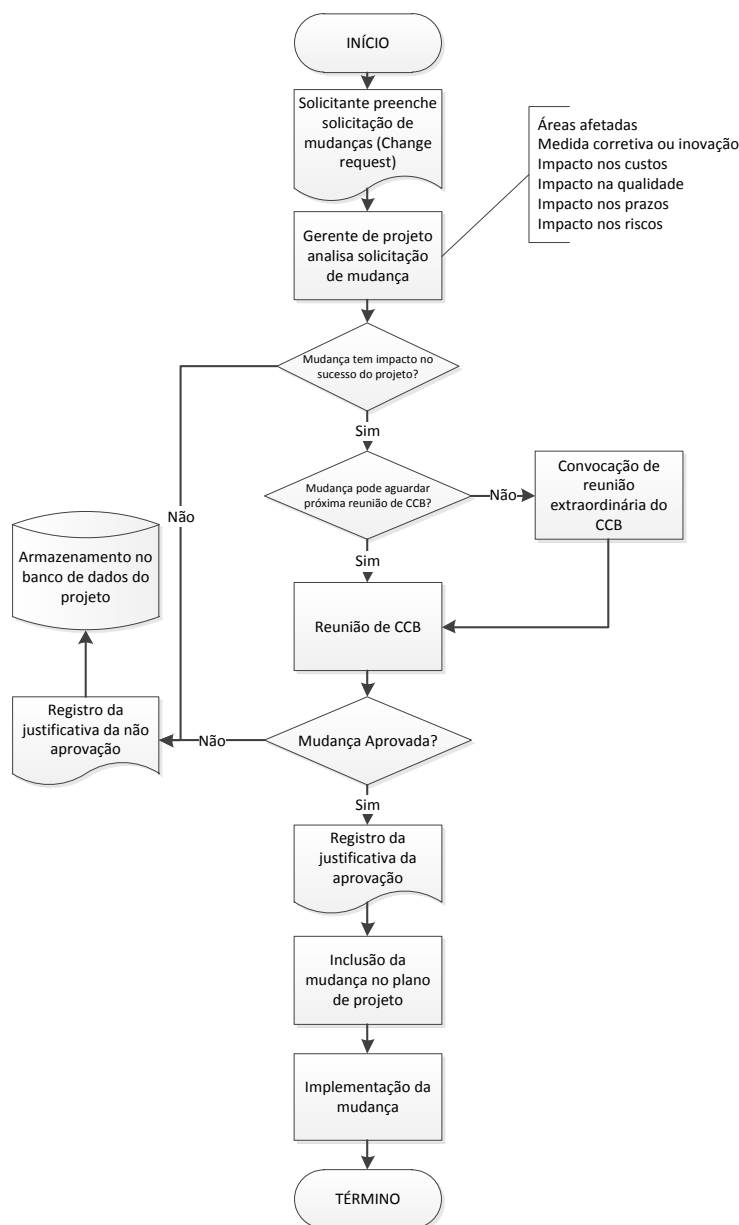 INÍCIO
Solicitante preenche
solicitação de
mudanças (Change
request)
Áreas afetadas
Medida corretiva ou inovação
Impacto nos custos
Impacto na qualidade
Impacto nos prazos
Impacto nos riscos
Gerente de projeto
analisa solicitação
de mudança
Mudança tem impacto no
sucesso do projeto?
Sim
Mudança pode aguardar
próxima reunião de CCB?
Não
Convocação de
reunião
extraordinária do
CCB
Não
Sim
Armazenamento no
banco de dados do
projeto
Reunião de CCB
Registro da
justificativa da não
aprovação
Não
Mudança Aprovada?
Sim
Registro da
justificativa da
aprovação
Inclusão da
mudança no plano
de projeto
Implementação da
mudança
TÉRMINO